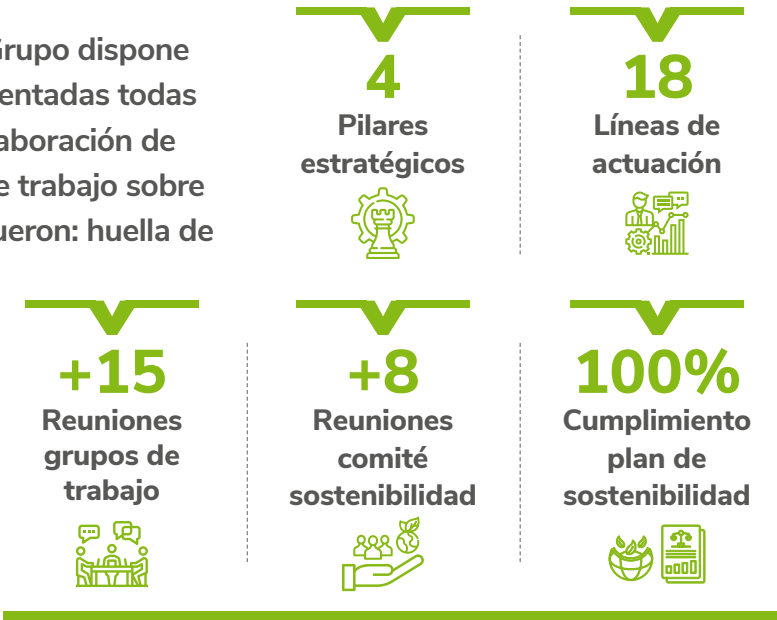 Grupo dispone
entadas todas
aboración de
e trabajo sobre
ueron: huella de
4
Pilares
estratégicos
18
Líneas de
actuación
+15
Reuniones
grupos de
trabajo
+8
Reuniones
comité
sostenibilidad
100%
Cumplimiento
plan de
sostenibilidad